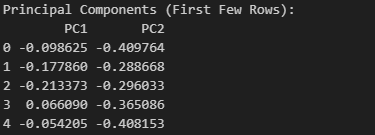 Principal Components (First Few Rows):
PC1 PC2
0 -0.098625 -0.409764
1 -0.177860 -0.288668
2 -0.213373 -0.296033
3 0.066090 -0.365086
4 -0.054205 -0.408153